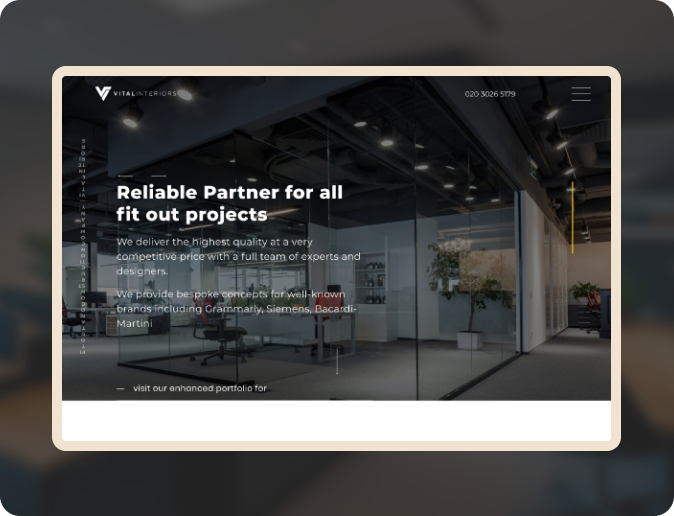 VITALINTERIORS
020 3026 5179
Reliable Partner for all
fit out projects
We deliver the highest quality at a very
competitive price with a full team of experts and
designers.
We provide bespoke concepts for well-known
brands including Grammarly, Siemens, Bacardi-
Martini
visit our enhanced portfolio for